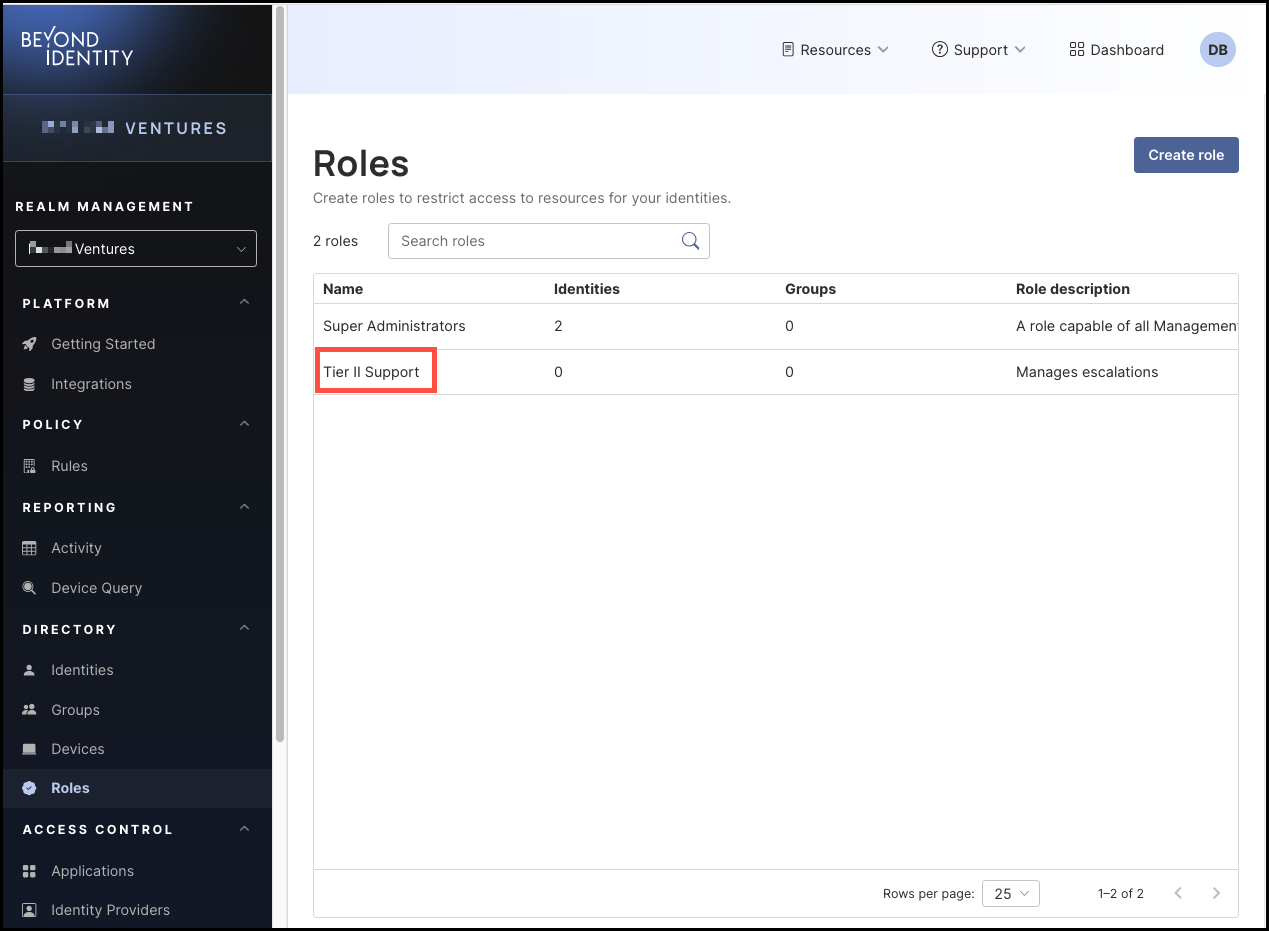 BEYOND
IDENTITY
VENTURES
REALM MANAGEMENT
Ventures
PLATFORM
Getting Started
Integrations
POLICY
Rules
REPORTING
Activity
Device Query
DIRECTORY
Identities
Groups
Devices
Roles
ACCESS CONTROL
Applications
Identity Providers
Resources
Support
Dashboard
DB
Roles
Create role
Create roles to restrict access to resources for your identities.
2 roles
Search roles
Name Identities Groups Role description
Super Administrators 2 0 A role capable of all Managemen
Tier II Support 0 0 Manages escalations
Rows per page: 25 1–2 of 2